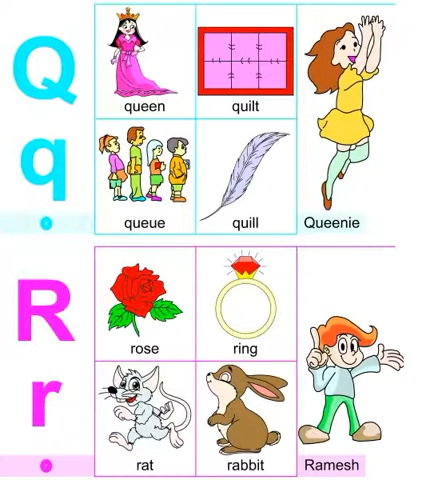 Q
queen quilt
q
queue quill Queenie
R
rose ring
r
rat rabbit Ramesh